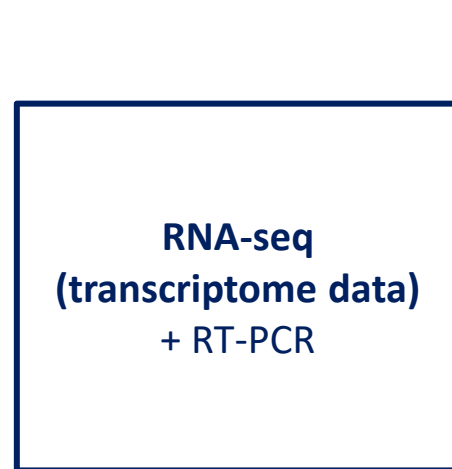 RNA-seq
(transcriptome data)
+ RT-PCR